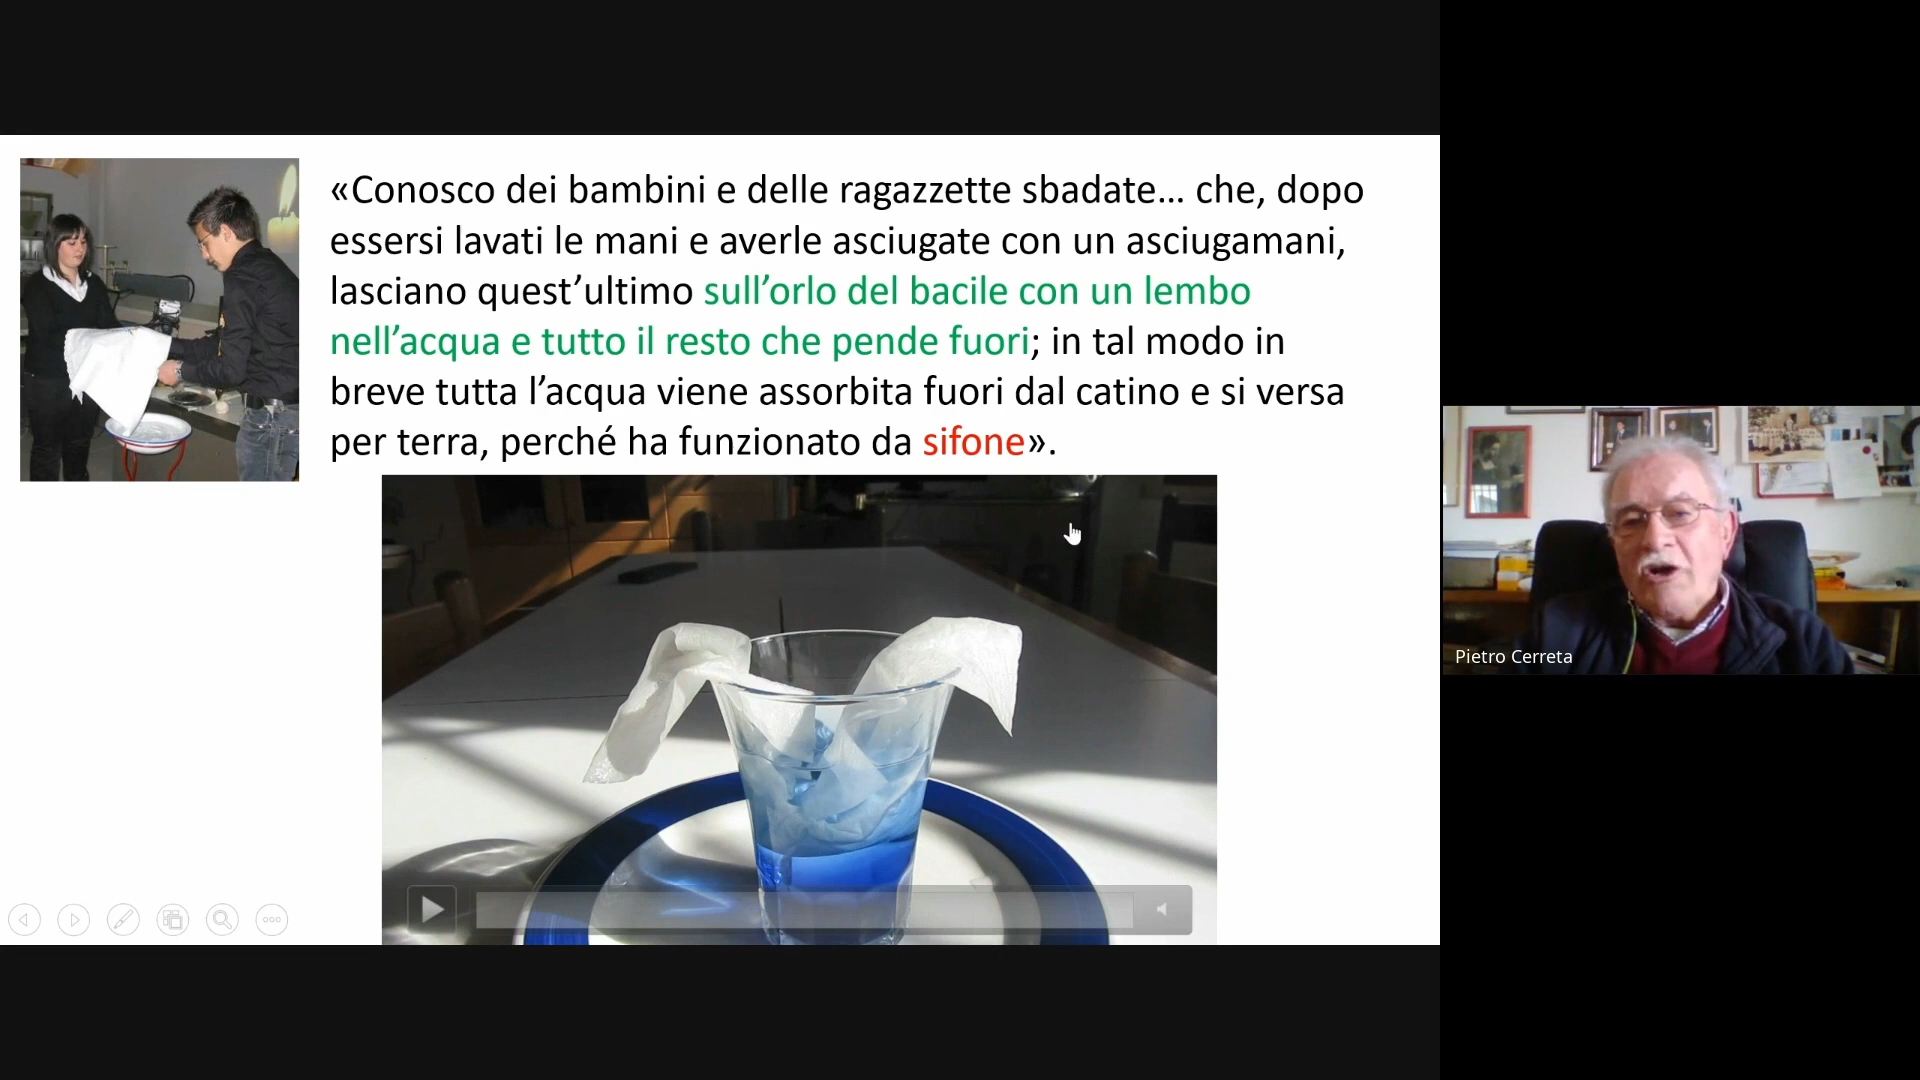 «Conosco dei bambini e delle ragazzette sbadate... che, dopo
essersi lavati le mani e averle asciugate con un asciugamani,
lasciano quest’ultimo sull’orlo del bacile con un lembo
nell’acqua e tutto il resto che pende fuori; in tal modo in
breve tutta l’acqua viene assorbita fuori dal catino e si versa
per terra, perché ha funzionato da sifone».
Pietro Cerreta